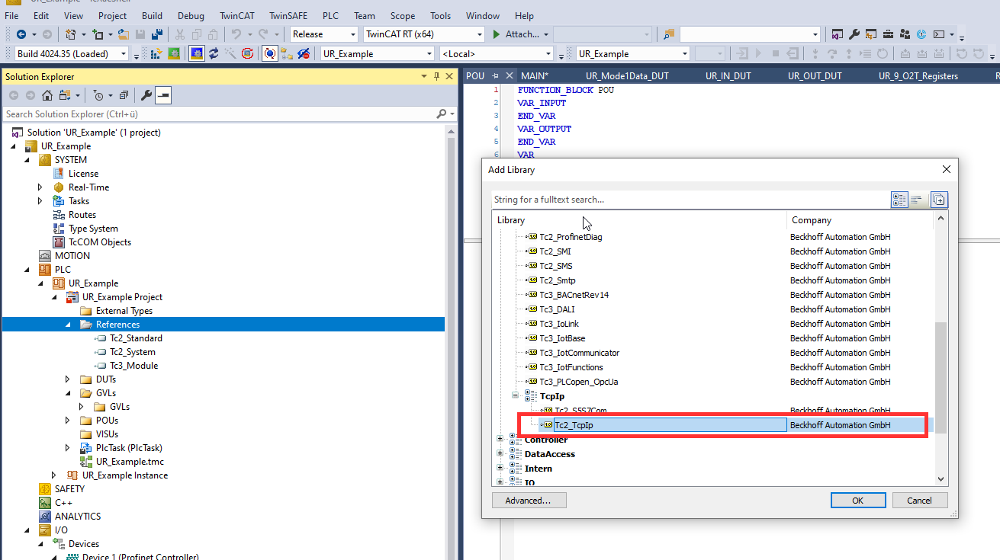 File Edit View Project Build Debug TwinCAT TwinSAFE PLC Team Scope Tools Window Help
Release TwinCAT RT (x64) Attach...
Build 4024.35 (Loaded) UR_Example <Local> UR_Example
Solution Explorer
Search Solution Explorer (Ctrl+ü)
Solution 'UR_Example' (1 project)
UR_Example
SYSTEM
License
Real-Time
Tasks
Routes
Type System
TcCOM Objects
MOTION
PLC
UR_Example
UR_Example Project
External Types
References
Tc2_Standard
Tc2_System
Tc3_Module
DUTs
GVLs
GVLs
POUs
VISUs
PlcTask (PlcTask)
UR_Example.tmc
UR_Example Instance
SAFETY
C++
ANALYTICS
I/O
Devices
Device 1 (Profinet Controller)
POU MAIN* UR_Mode1Data_DUT UR_IN_DUT UR_OUT_DUT UR_9_O2T_Registers
1 FUNCTION_BLOCK POU
2 VAR_INPUT
3 END_VAR
4 VAR_OUTPUT
5 END_VAR
6 VAR
Add Library
String for a fulltext search...
Library Company
Tc2_ProfinetDiag Beckhoff Automation GmbH
Tc2_SMI Beckhoff Automation GmbH
Tc2_SMS Beckhoff Automation GmbH
Tc2_Smtp Beckhoff Automation GmbH
Tc3_BACnetRev14 Beckhoff Automation GmbH
Tc3_DALI Beckhoff Automation GmbH
Tc3_IoLink Beckhoff Automation GmbH
Tc3_IotBase Beckhoff Automation GmbH
Tc3_IotCommunicator Beckhoff Automation GmbH
Tc3_IotFunctions Beckhoff Automation GmbH
Tc3_PLCopen_OpcUa Beckhoff Automation GmbH
TcpIp
Tc2_S5S7Com Beckhoff Automation GmbH
Tc2_TcpIp Beckhoff Automation GmbH
Controller
DataAccess
Intern
IO
Advanced... OK Cancel